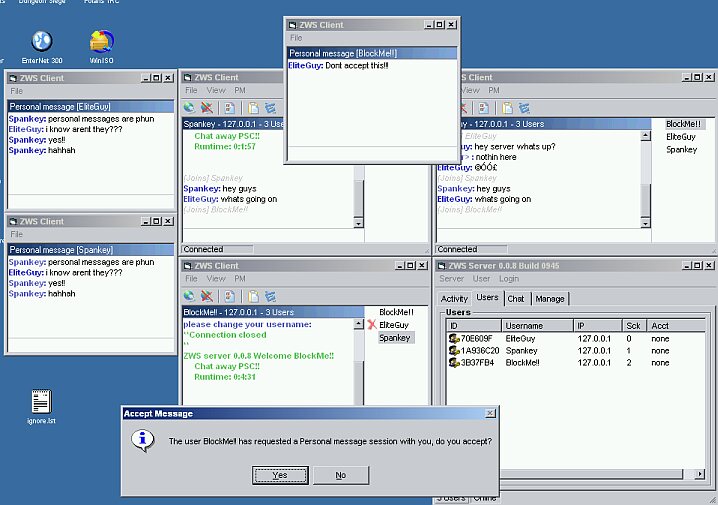 Dungeon Siege
Polaris IRC
EnterNet 300
WinISO
ignore.lst
ZWS Client
File
Personal message [EliteGuy]
Spankey: personal messages are phun
EliteGuy: i know arent they???
Spankey: yes!!
Spankey: hahhah
ZWS Client
File
Personal message [Spankey]
Spankey: personal messages are phun
EliteGuy: i know arent they???
Spankey: yes!!
Spankey: hahhah
ZWS Client
File View PM
Spankey - 127.0.0.1 - 3 Users
Chat away PSC!!
Runtime: 0:1:57
(Joins) Spankey
Spankey: hey guys
EliteGuy: whats going on
(Joins) BlockMe!!
Connected
ZWS Client
File
Personal message [BlockMe!!]
EliteGuy: Dont accept this!!!
PM
Guy - 127.0.0.1 - 3 Users
EliteGuy
Guy: hey server whats up?
> : nothin here
EliteGuy: ©ÓÓ£
(Joins) Spankey
Spankey: hey guys
EliteGuy: whats going on
(Joins) BlockMe!!
BlockMe!!
EliteGuy
Spankey
Connected
ZWS Client
File View PM
BlockMe!! - 127.0.0.1 - 3 Users
please change your username:
**Connection closed
**
ZWS server 0.0.8 Welcome BlockMe!!
Chat away PSC!!
Runtime: 0:4:31
BlockMe!!
EliteGuy
Spankey
ZWS Server 0.0.8 Build 0945
Server User Login
Activity Users Chat Manage
Users
ID Username IP Sck Acct
70E609F EliteGuy 127.0.0.1 0 none
1A936C20 Spankey 127.0.0.1 1 none
3B37FB4 BlockMe!! 127.0.0.1 2 none
3 Users Online
Accept Message
The user BlockMe!! has requested a Personal message session with you, do you accept?
Yes No